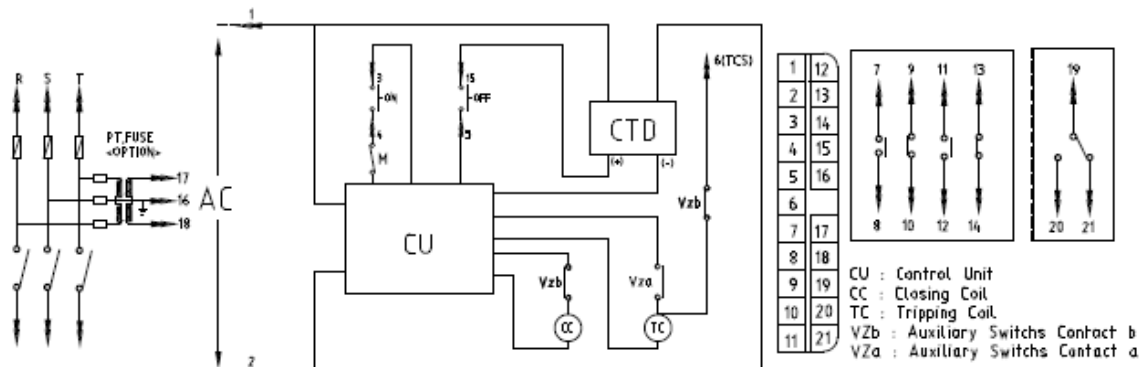 1
R S T
PT,FUSE
<OPTION>
17
16
18
AC
2
3
ON
4
M
15
OFF
5
CTD
(+) (-)
6(TCS)
CU
Vzb
CC
Vza
TC
Vzb
1 12
2 13
3 14
4 15
5 16
6
7 17
8 18
9 19
10 20
11 21
7 9 11 13
8 10 12 14
19
20 21
CU : Control Unit
CC : Closing Coil
TC : Tripping Coil
VZb : Auxiliary Switchs Contact b
VZa : Auxiliary Switchs Contact a